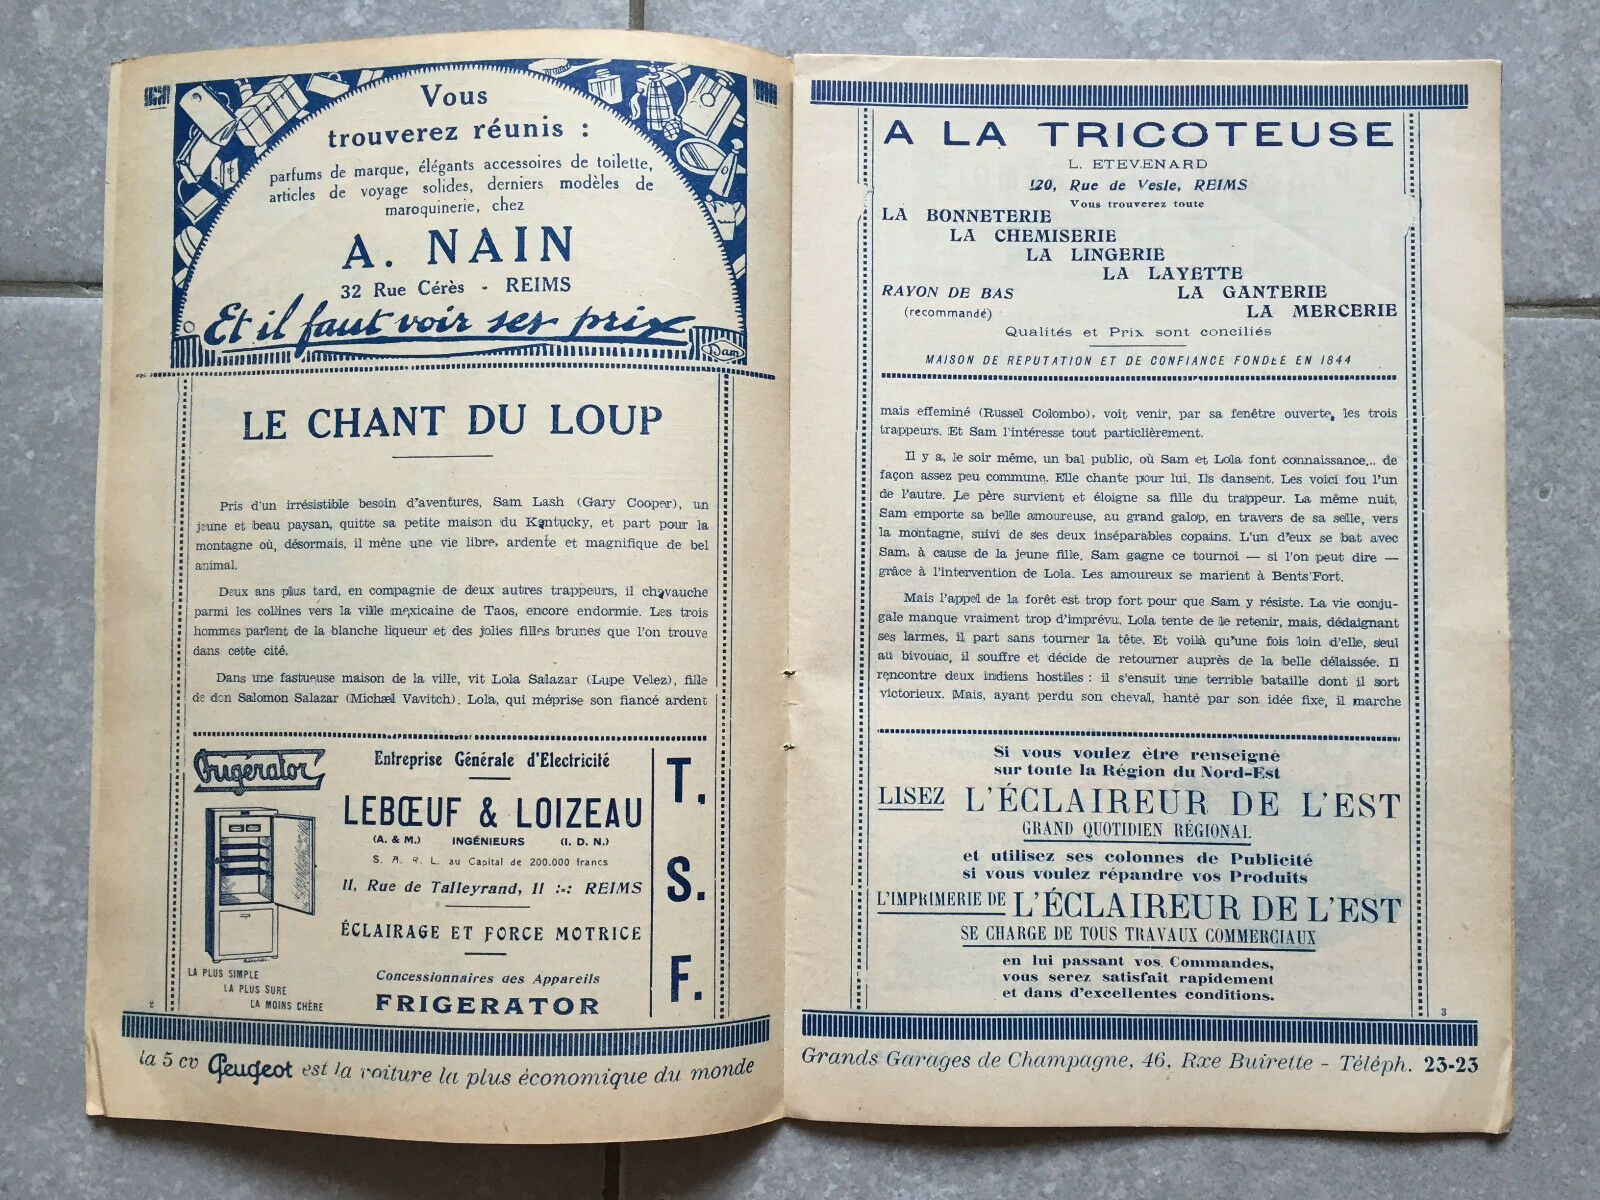 Vous
trouverez réunis :
parfums de marque, élégants accessoires de toilette,
articles de voyage solides, derniers modèles de
maroquinerie, chez
A. NAIN
32 Rue Cérès - REIMS
Et il faut voir ses prix
Dam
LE CHANT DU LOUP
Pris d'un irrésistible besoin d'aventures, Sam Lash (Gary Cooper), un
jeune et beau paysan, quitte sa petite maison du Kentucky, et part pour la
montagne où, désormais, il mène une vie libre, ardente et magnifique de bel
animal.
Deux ans plus tard, en compagnie de deux autres trappeurs, il chevauche
parmi les collines vers la ville mexicaine de Taos, encore endormie. Les trois
hommes parlent de la blanche liqueur et des jolies filles brunes que l'on trouve
dans cette cité.
Dans une fastueuse maison de la ville, vit Lola Salazar (Lupe Velez), fille
de don Salomon Salazar (Michæl Vavitch). Lola, qui méprise son fiancé ardent
Frigérator
LA PLUS SIMPLE
LA PLUS SURE
LA MOINS CHÈRE
Entreprise Générale d'Electricité
LEBŒUF & LOIZEAU
(A. & M.) INGÉNIEURS (I. D. N.)
S. A. R. L. au Capital de 200.000 francs
11, Rue de Talleyrand, 11 :-: REIMS
ÉCLAIRAGE ET FORCE MOTRICE
Concessionnaires des Appareils
FRIGERATOR
T.
S.
F.
2
la 5 cv Peugeot est la voiture la plus économique du monde
A LA TRICOTEUSE
L. ETEVENARD
120, Rue de Vesle, REIMS
Vous trouverez toute
LA BONNETERIE
LA CHEMISERIE
LA LINGERIE
LA LAYETTE
RAYON DE BAS LA GANTERIE
(recommandé) LA MERCERIE
Qualités et Prix sont conciliés
MAISON DE REPUTATION ET DE CONFIANCE FONDEE EN 1844
mais effeminé (Russel Colombo), voit venir, par sa fenêtre ouverte, les trois
trappeurs. Et Sam l'intéresse tout particlièrement.
Il y a, le soir même, un bal public, où Sam et Lola font connaissance... de
façon assez peu commune. Elle chante pour lui. Ils dansent. Les voici fou l'un
de l'autre. Le père survient et éloigne sa fille du trappeur. La même nuit,
Sam emporte sa belle amoureuse, au grand galop, en travers de sa selle, vers
la montagne, suivi de ses deux inséparables copains. L'un d'eux se bat avec
Sam, à cause de la jeune fille. Sam gagne ce tournoi — si l'on peut dire —
grâce à l'intervention de Lola. Les amoureux se marient à Bents'Fort.
Mais l'appel de la forêt est trop fort pour que Sam y résiste. La vie conju-
gale manque vraiment trop d'imprévu. Lola tente de le retenir, mais, dédaignant
ses larmes, il part sans tourner la tête. Et voilà qu'une fois loin d'elle, seul
au bivouac, il souffre et décide de retourner auprès de la belle délaissée. Il
rencontre deux indiens hostiles : il s'ensuit une terrible bataille dont il sort
victorieux. Mais, ayant perdu son cheval, hanté par son idée fixe, il marche
Si vous voulez être renseigné
sur toute la Région du Nord-Est
LISEZ L'ÉCLAIREUR DE L'EST
GRAND QUOTIDIEN RÉGIONAL
et utilisez ses colonnes de Publicité
si vous voulez répandre vos Produits
L'IMPRIMERIE DE L'ÉCLAIREUR DE L'EST
SE CHARGE DE TOUS TRAVAUX COMMERCIAUX
en lui passant vos Commandes,
vous serez satisfait rapidement
et dans d'excellentes conditions.
3
Grands Garages de Champagne, 46, Rxe Buirette - Téléph. 23-23